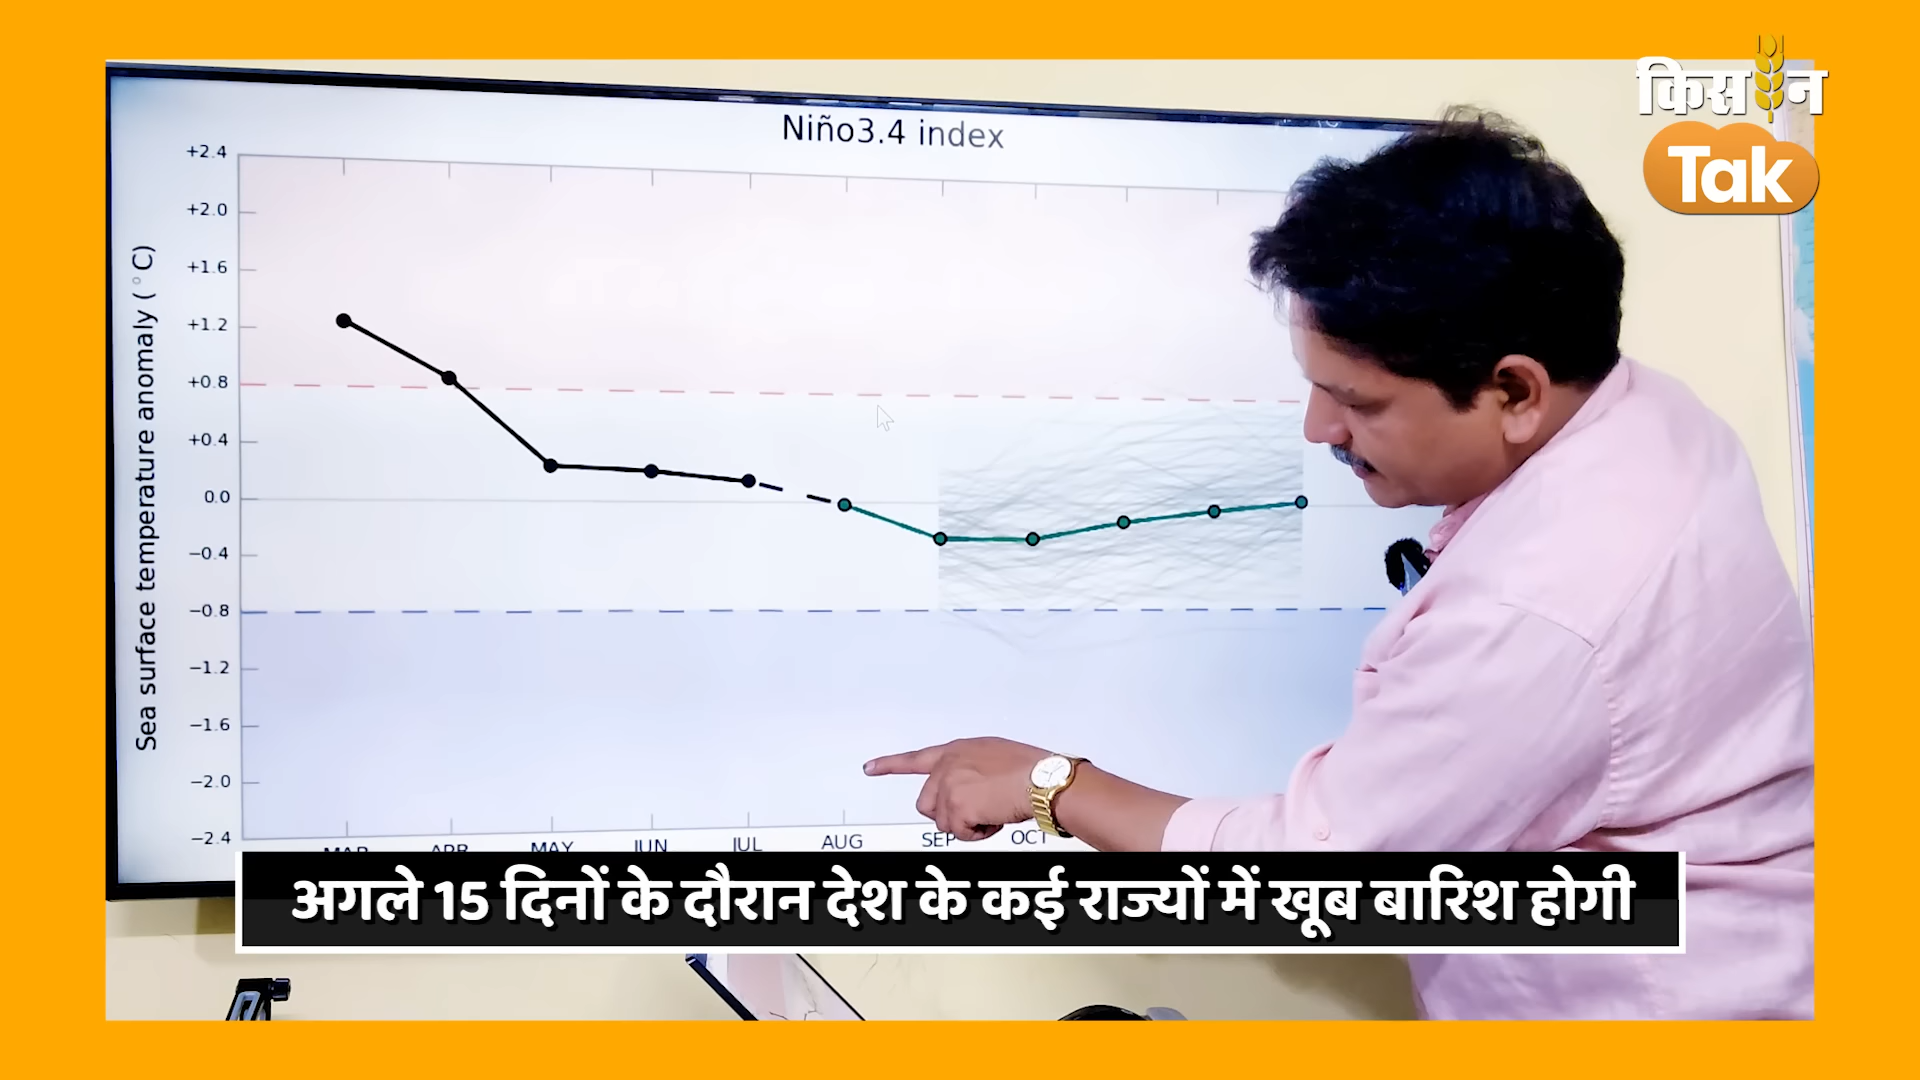 किसान
Tak
Niño3.4 index
Sea surface temperature anomaly (°C)
+2.4
+2.0
+1.6
+1.2
+0.8
+0.4
0.0
−0.4
−0.8
−1.2
−1.6
−2.0
−2.4
MAR APR MAY JUN JUL AUG SEP OCT
अगले 15 दिनों के दौरान देश के कई राज्यों में खूब बारिश होगी